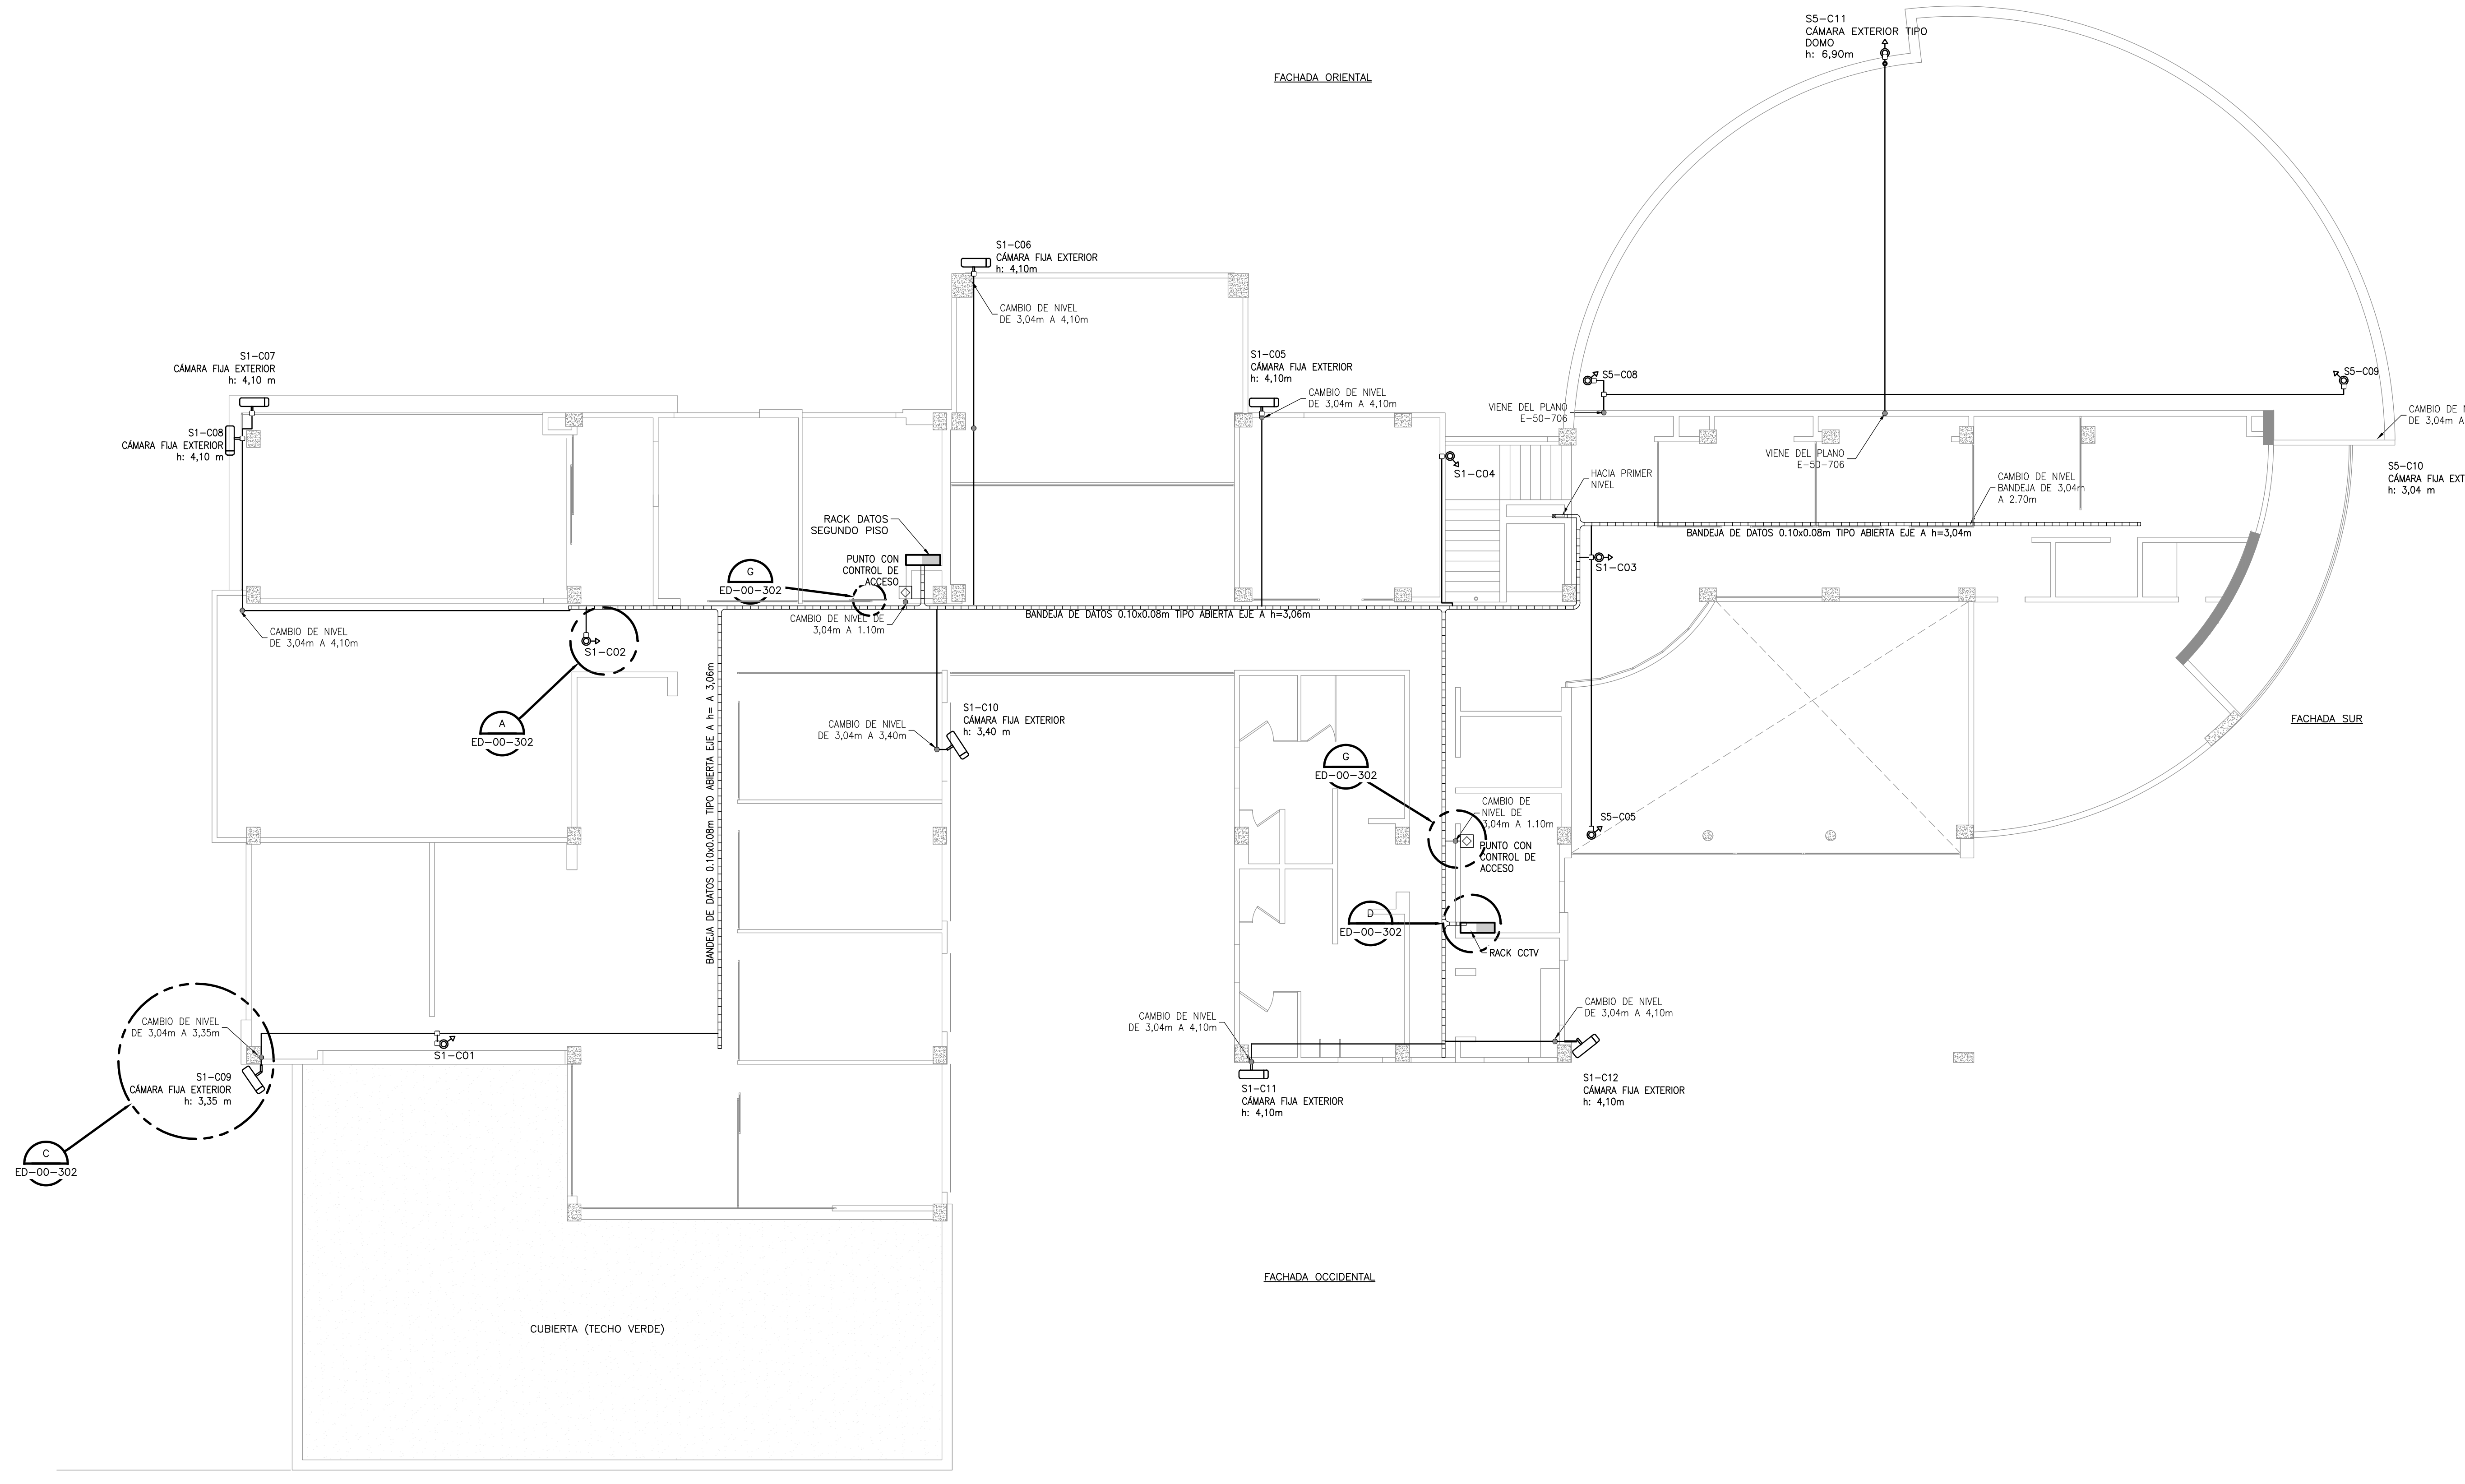 S5-C11
CÁMARA EXTERIOR TIPO
DOMO
h: 6,90m
FACHADA ORIENTAL
S1-C06
CÁMARA FIJA EXTERIOR
h: 4,10m
CAMBIO DE NIVEL
DE 3,04m A 4,10m
S1-C07
CÁMARA FIJA EXTERIOR
h: 4,10 m
S1-C05
CÁMARA FIJA EXTERIOR
h: 4,10m
CAMBIO DE NIVEL
DE 3,04m A 4,10m
S5-C08
S5-C09
VIENE DEL PLANO
E-50-706
CAMBIO DE
DE 3,04m A
S1-C08
CÁMARA FIJA EXTERIOR
h: 4,10 m
VIENE DEL PLANO
E-50-706
S5-C10
CÁMARA FIJA EXT
h: 3,04 m
S1-C04
HACIA PRIMER
NIVEL
CAMBIO DE NIVEL
BANDEJA DE 3,04m
A 2.70m
RACK DATOS
SEGUNDO PISO
BANDEJA DE DATOS 0.10x0.08m TIPO ABIERTA EJE A h=3,04m
PUNTO CON
CONTROL DE
ACCESO
G
ED-00-302
S1-C03
BANDEJA DE DATOS 0.10x0.08m TIPO ABIERTA EJE A h=3,06m
CAMBIO DE NIVEL DE
3,04m A 1.10m
CAMBIO DE NIVEL
DE 3,04m A 4,10m
S1-C02
A
ED-00-302
BANDEJA DE DATOS 0.10x0.08m TIPO ABIERTA EJE A h= A 3,06m
CAMBIO DE NIVEL
DE 3,04m A 3,40m
S1-C10
CÁMARA FIJA EXTERIOR
h: 3,40 m
FACHADA SUR
G
ED-00-302
CAMBIO DE
NIVEL DE
3,04m A 1.10m
S5-C05
PUNTO CON
CONTROL DE
ACCESO
D
ED-00-302
RACK CCTV
CAMBIO DE NIVEL
DE 3,04m A 3,35m
S1-C01
CAMBIO DE NIVEL
DE 3,04m A 4,10m
CAMBIO DE NIVEL
DE 3,04m A 4,10m
S1-C09
CÁMARA FIJA EXTERIOR
h: 3,35 m
S1-C11
CÁMARA FIJA EXTERIOR
h: 4,10m
S1-C12
CÁMARA FIJA EXTERIOR
h: 4,10m
C
ED-00-302
FACHADA OCCIDENTAL
CUBIERTA (TECHO VERDE)